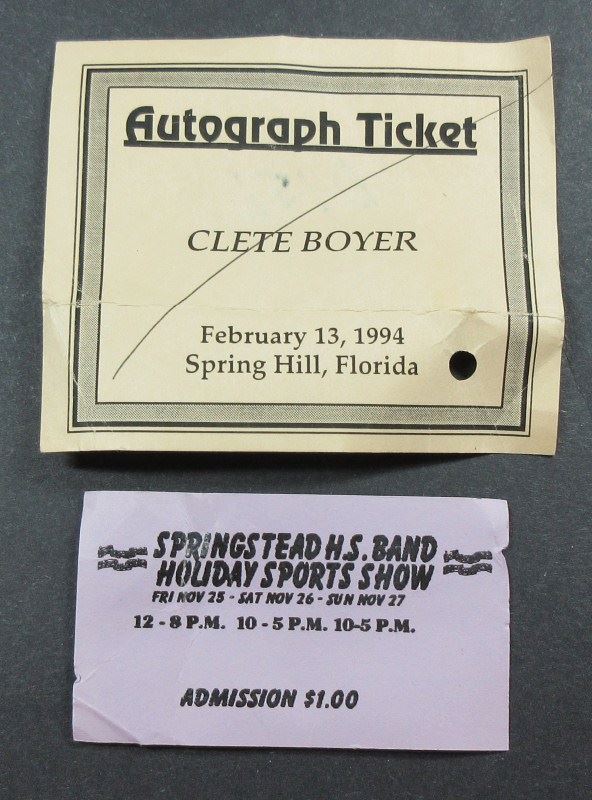 Autograph Ticket
CLETE BOYER
February 13, 1994
Spring Hill, Florida
SPRINGSTEAD H.S. BAND
HOLIDAY SPORTS SHOW
FRI NOV 25 - SAT NOV 26 - SUN NOV 27
12 - 8 P.M. 10 - 5 P.M. 10-5 P.M.
ADMISSION $1.00